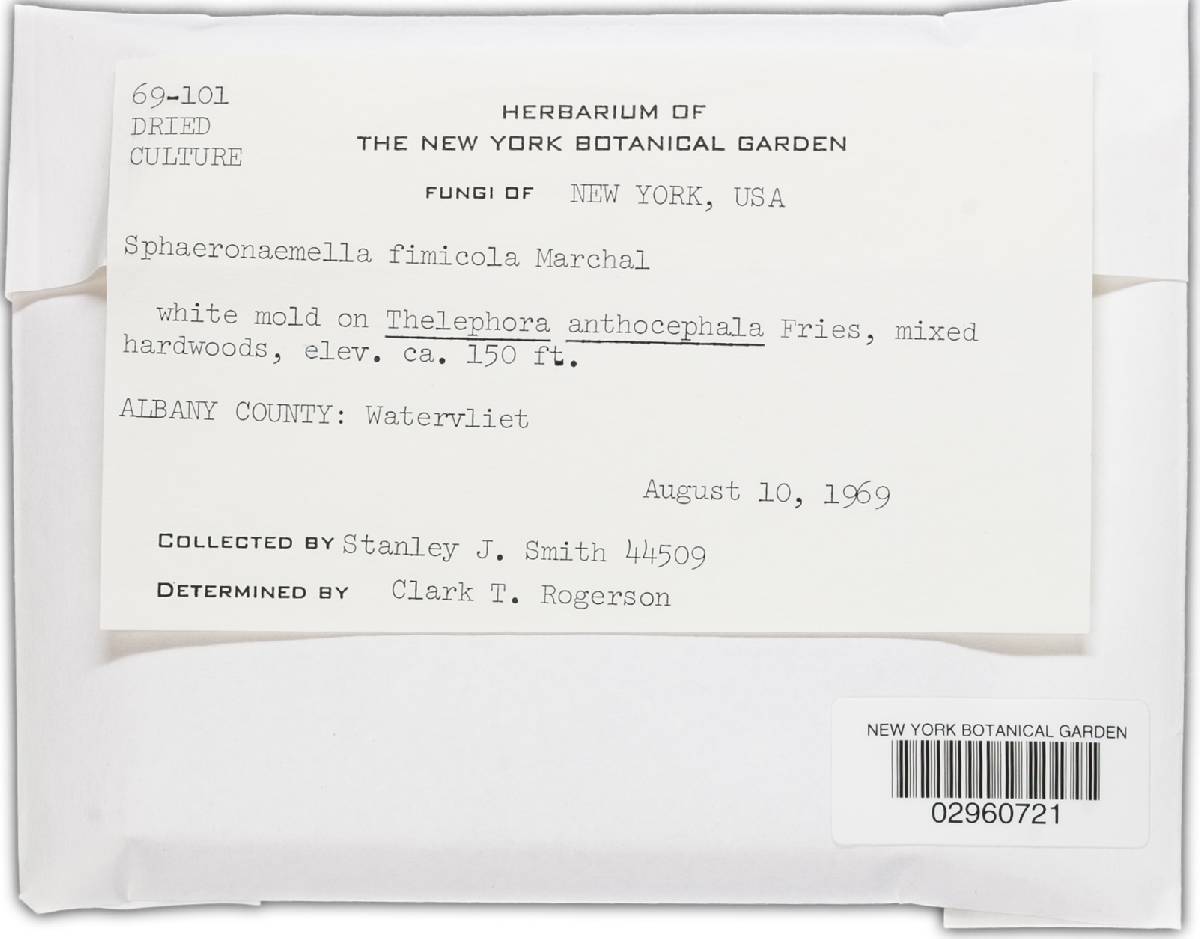 69-101
DRIED
CULTURE
HERBARIUM OF
THE NEW YORK BOTANICAL GARDEN
FUNGI OF NEW YORK, USA
Sphaeronaemella fimicola Marchal
white mold on Thelephora anthocephala Fries, mixed
hardwoods, elev. ca. 150 ft.
ALBANY COUNTY: Watervliet
August 10, 1969
COLLECTED BY Stanley J. Smith 44509
DETERMINED BY Clark T. Rogerson
NEW YORK BOTANICAL GARDEN
02960721